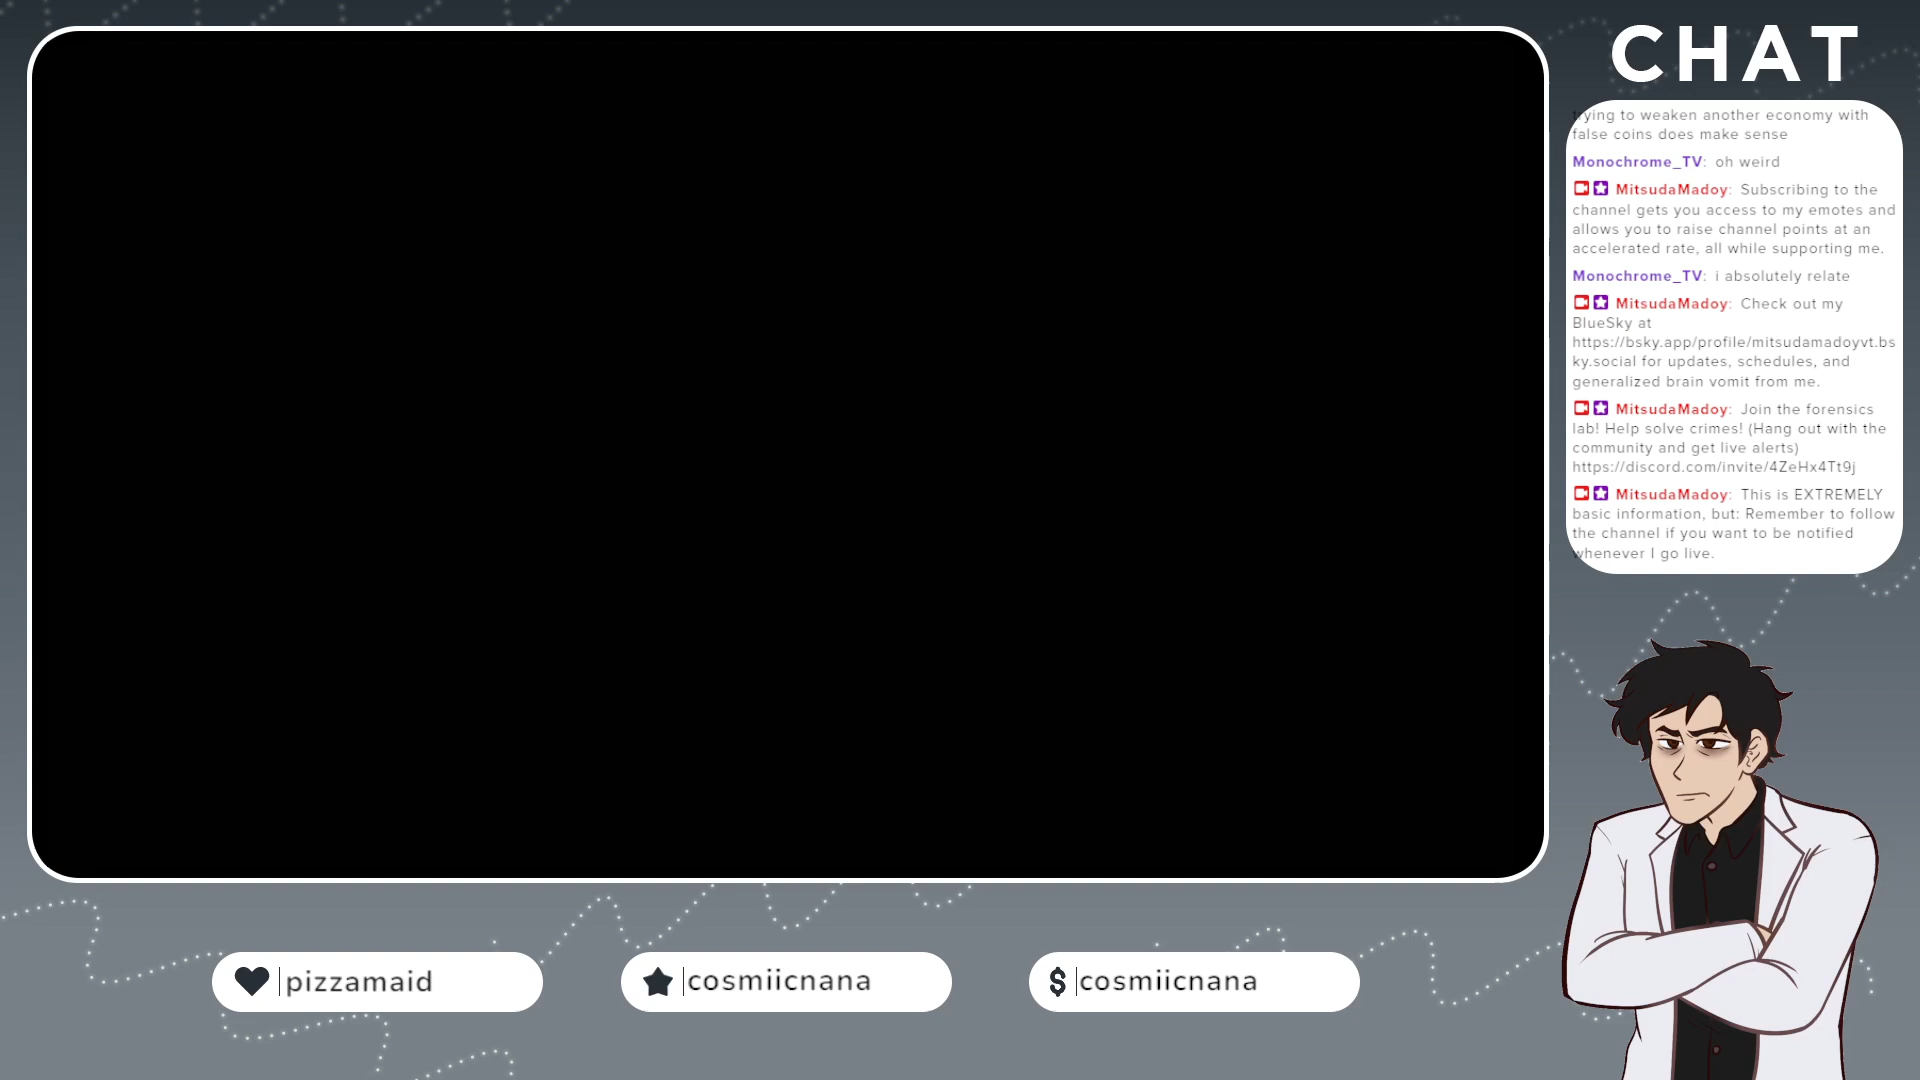 CHAT
trying to weaken another economy with
false coins does make sense
Monochrome_TV: oh weird
MitsudaMadoy: Subscribing to the
channel gets you access to my emotes and
allows you to raise channel points at an
accelerated rate, all while supporting me.
Monochrome_TV: i absolutely relate
MitsudaMadoy: Check out my
BlueSky at
https://bsky.app/profile/mitsudamadoyvt.bs
ky.social for updates, schedules, and
generalized brain vomit from me.
MitsudaMadoy: Join the forensics
lab! Help solve crimes! (Hang out with the
community and get live alerts)
https://discord.com/invite/4ZeHx4Tt9j
MitsudaMadoy: This is EXTREMELY
basic information, but: Remember to follow
the channel if you want to be notified
whenever I go live.
pizzamaid
cosmiicnana
$ cosmiicnana